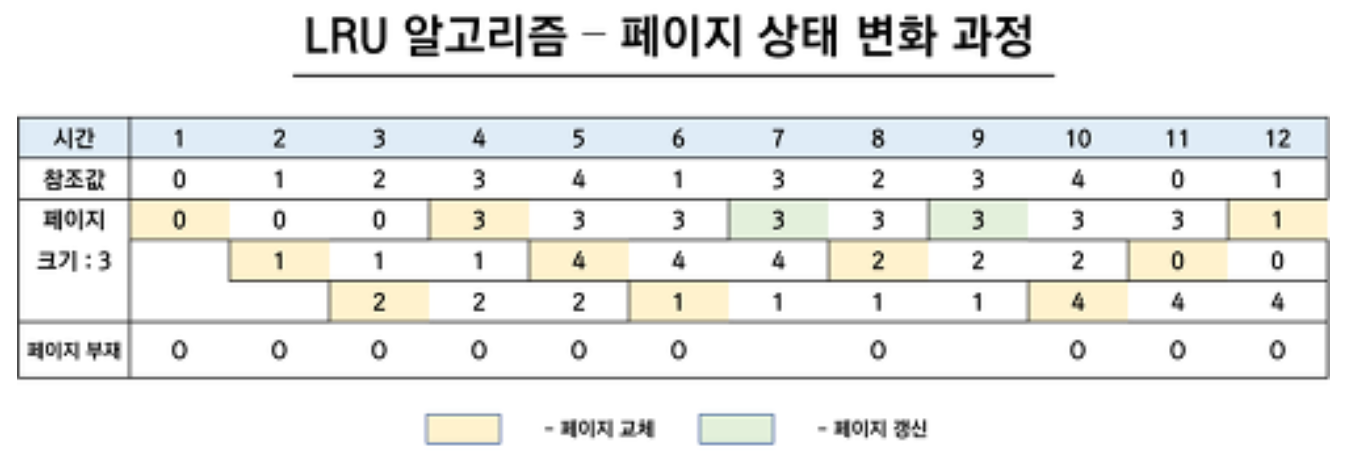 LRU 알고리즘 – 페이지 상태 변화 과정
시간 1 2 3 4 5 6 7 8 9 10 11 12
참조값 0 1 2 3 4 1 3 2 3 4 0 1
페이지 0 0 0 3 3 3 3 3 3 3 3 1
크기 : 3 1 1 1 4 4 4 2 2 2 0 0
2 2 2 1 1 1 1 4 4 4
페이지 부재 O O O O O O O O O O
- 페이지 교체 - 페이지 갱신